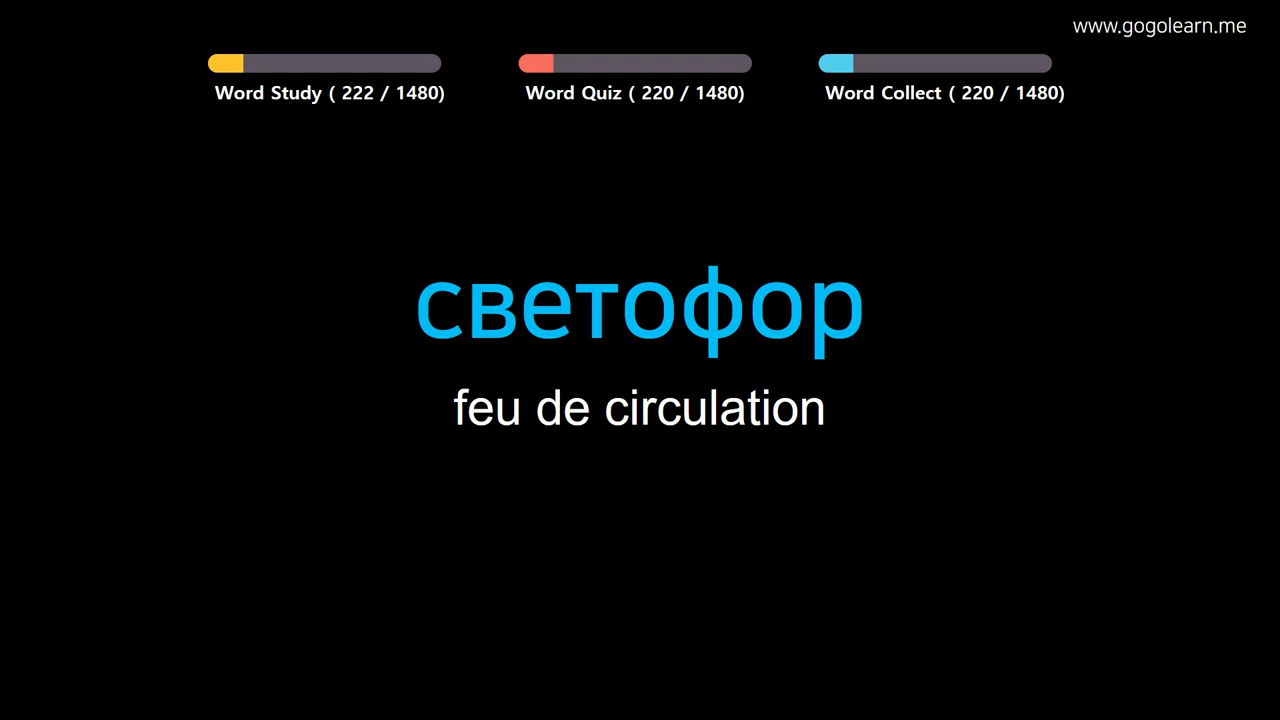 www.gogolearn.me
Word Study ( 222 / 1480)
Word Quiz ( 220 / 1480)
Word Collect ( 220 / 1480)
светофор
feu de circulation